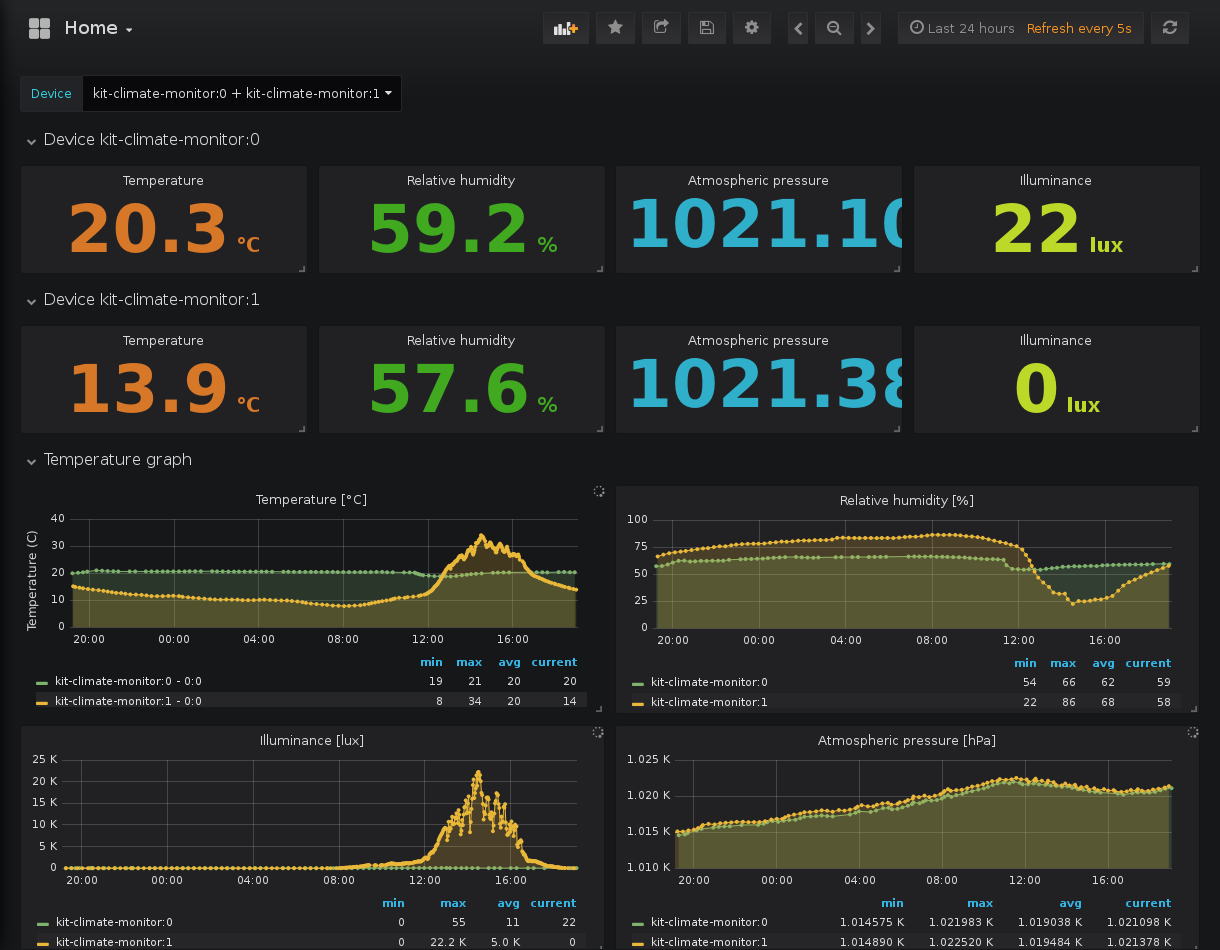 Home
Last 24 hours Refresh every 5s
Device kit-climate-monitor:0 + kit-climate-monitor:1
Device kit-climate-monitor:0
Temperature Relative humidity Atmospheric pressure Illuminance
20.3 °C 59.2 % 1021.10 22 lux
Device kit-climate-monitor:1
Temperature Relative humidity Atmospheric pressure Illuminance
13.9 °C 57.6 % 1021.38 0 lux
Temperature graph
Temperature [°C]
Temperature (C)
40
30
20
10
0
20:00 00:00 04:00 08:00 12:00 16:00
min max avg current
kit-climate-monitor:0 - 0:0 19 21 20 20
kit-climate-monitor:1 - 0:0 8 34 20 14
Relative humidity [%]
100
75
50
25
0
20:00 00:00 04:00 08:00 12:00 16:00
min max avg current
kit-climate-monitor:0 54 66 62 59
kit-climate-monitor:1 22 86 68 58
Illuminance [lux]
25 K
20 K
15 K
10 K
5 K
0
20:00 00:00 04:00 08:00 12:00 16:00
min max avg current
kit-climate-monitor:0 0 55 11 22
kit-climate-monitor:1 0 22.2 K 5.0 K 0
Atmospheric pressure [hPa]
1.025 K
1.020 K
1.015 K
1.010 K
20:00 00:00 04:00 08:00 12:00 16:00
min max avg current
kit-climate-monitor:0 1.014575 K 1.021983 K 1.019038 K 1.021098 K
kit-climate-monitor:1 1.014890 K 1.022520 K 1.019484 K 1.021378 K